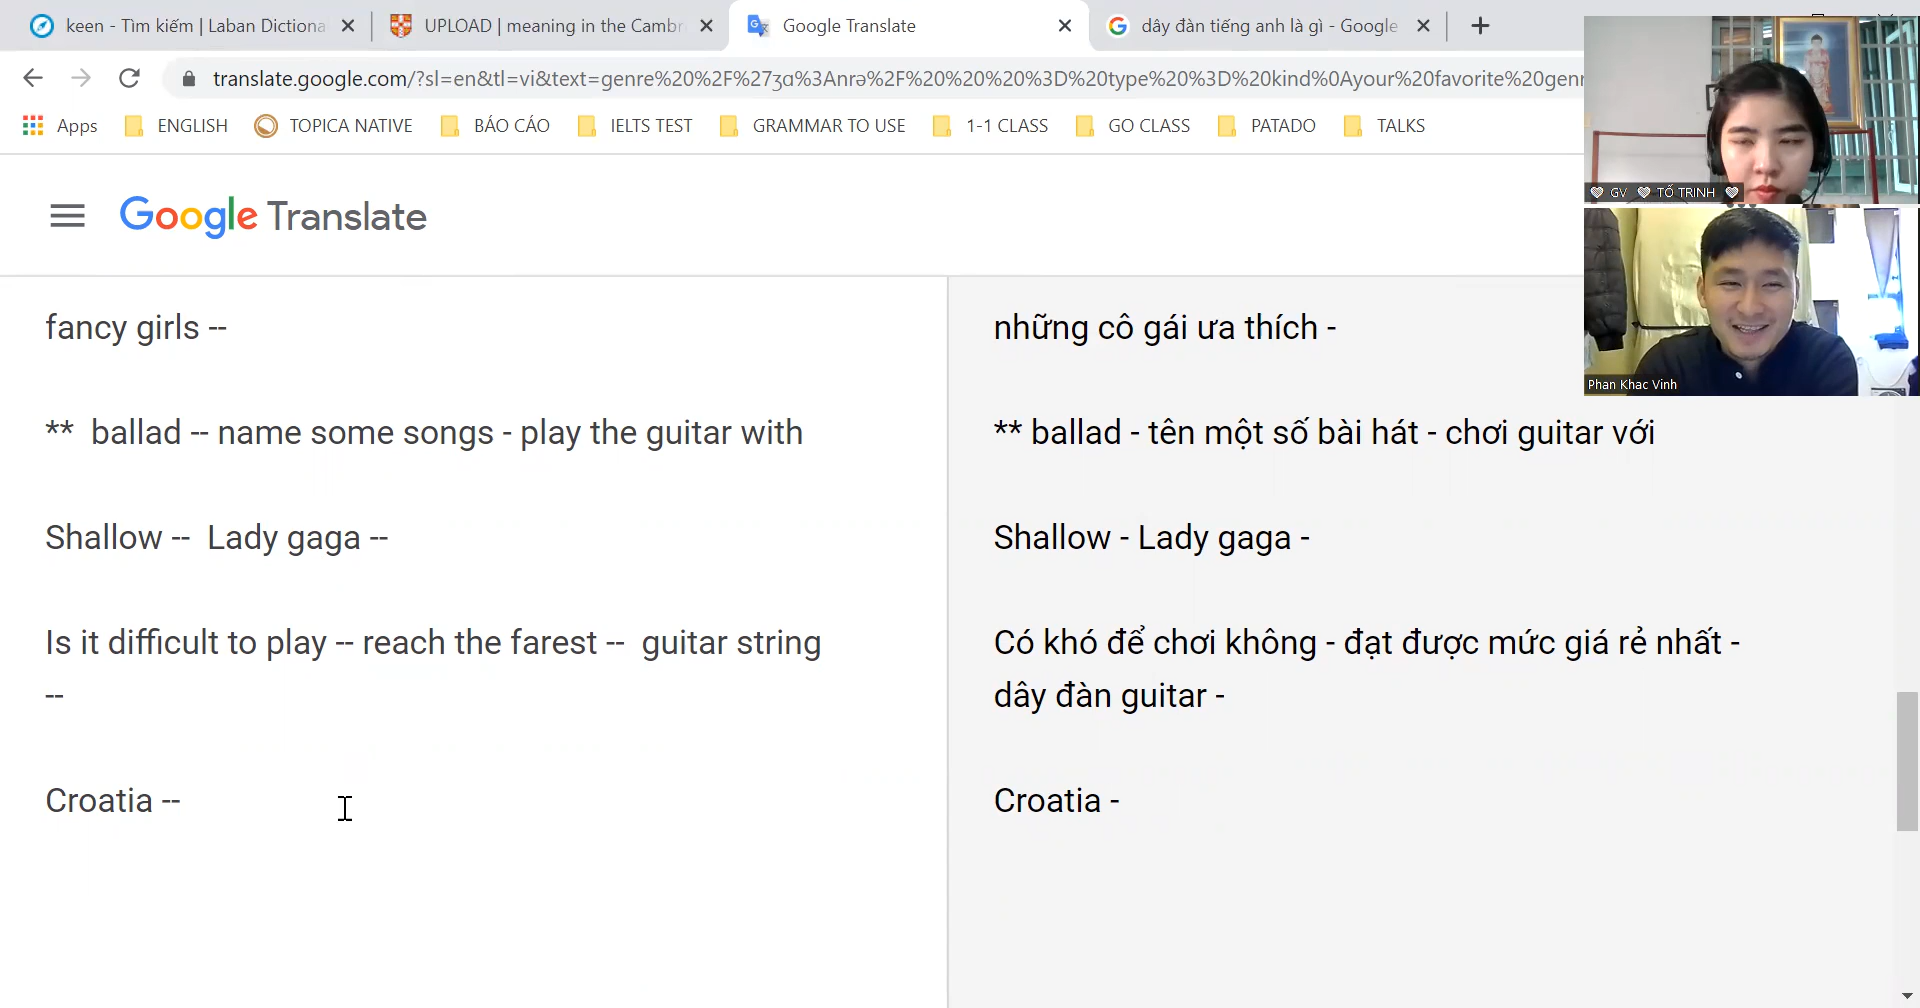 keen - Tìm kiếm | Laban Dictiona
UPLOAD | meaning in the Cambr
Google Translate
dây đàn tiếng anh là gì - Google
translate.google.com/?sl=en&tl=vi&text=genre%20%2F%27ʒɑ%3Anrə%2F%20%20%20%3D%20type%20%3D%20kind%0Ayour%20favorite%20genr
Apps
ENGLISH
TOPICA NATIVE
BÁO CÁO
IELTS TEST
GRAMMAR TO USE
1-1 CLASS
GO CLASS
PATADO
TALKS
GV TỐ TRINH
Phan Khac Vinh
Google Translate
fancy girls --
** ballad -- name some songs - play the guitar with
Shallow -- Lady gaga --
Is it difficult to play -- reach the farest -- guitar string
--
Croatia --
những cô gái ưa thích -
** ballad - tên một số bài hát - chơi guitar với
Shallow - Lady gaga -
Có khó để chơi không - đạt được mức giá rẻ nhất -
dây đàn guitar -
Croatia -